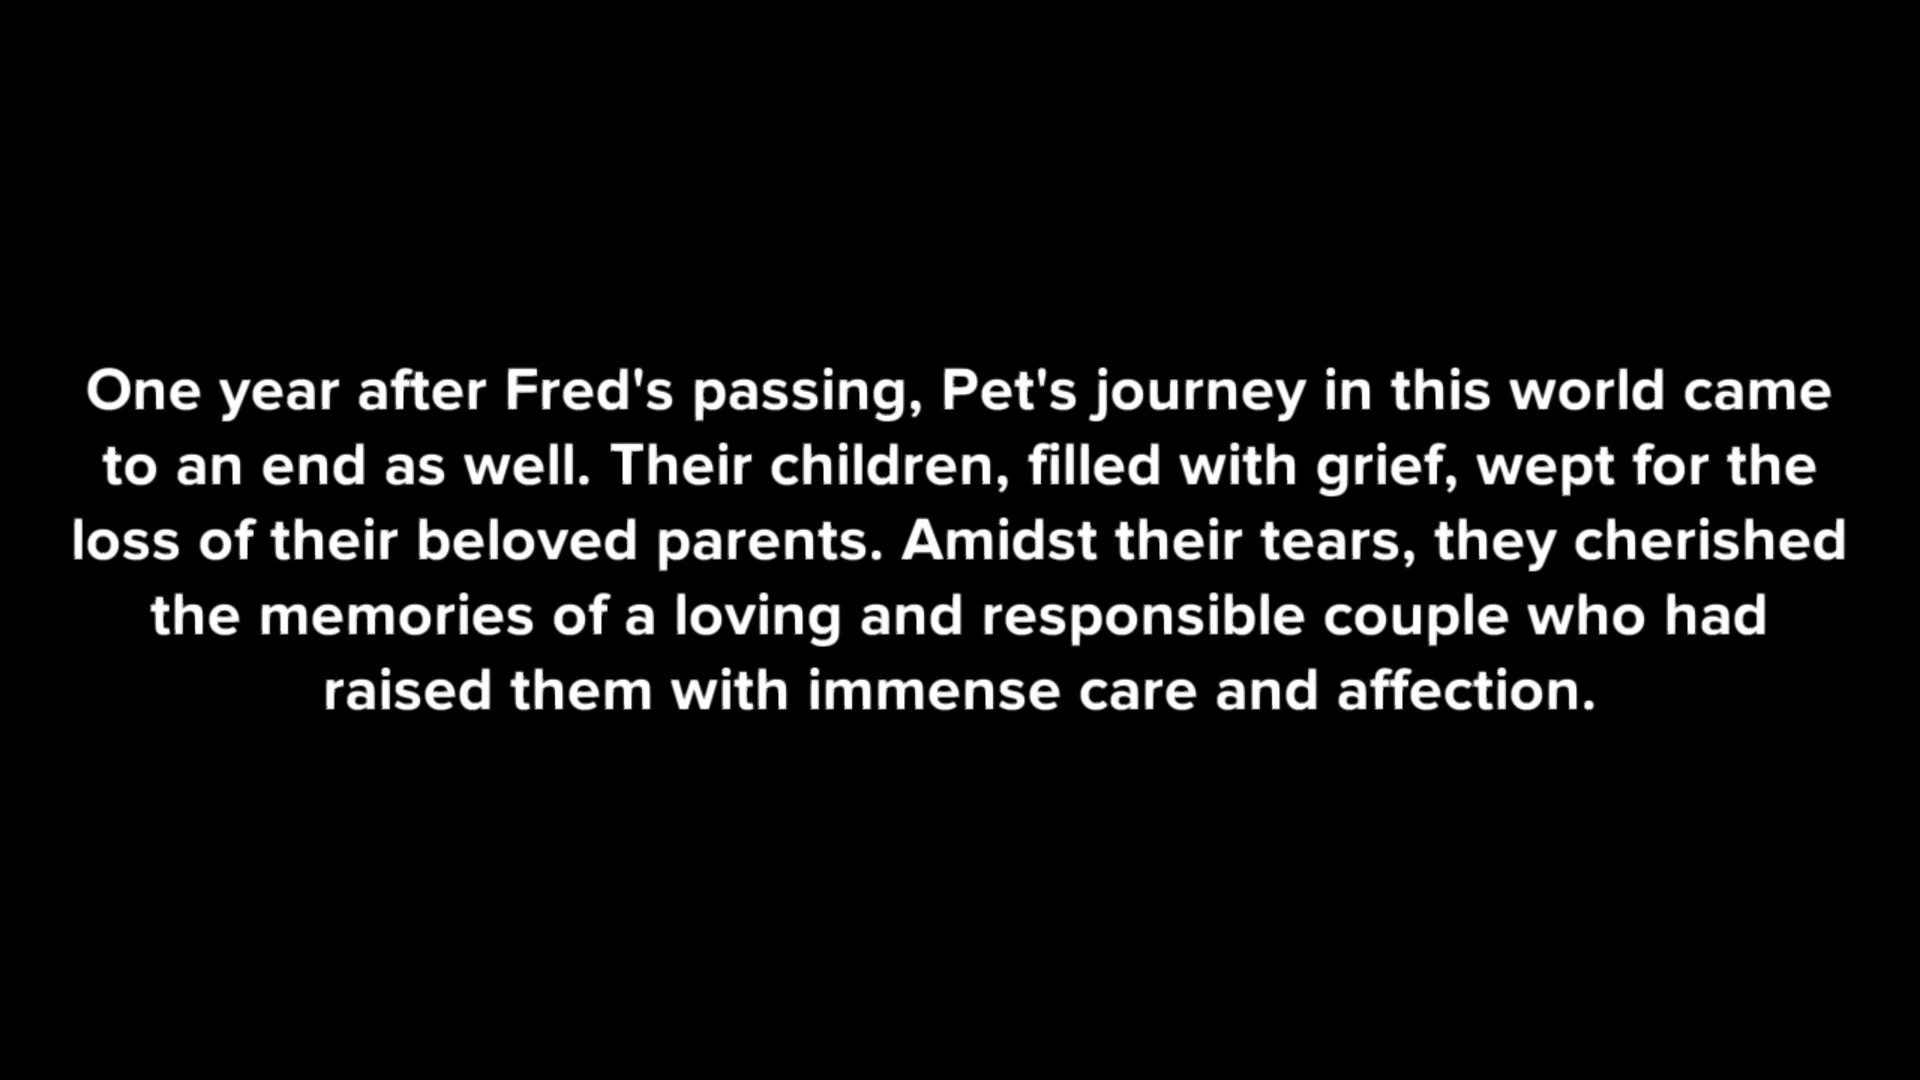 One year after Fred's passing, Pet's journey in this world came
to an end as well. Their children, filled with grief, wept for the
loss of their beloved parents. Amidst their tears, they cherished
the memories of a loving and responsible couple who had
raised them with immense care and affection.